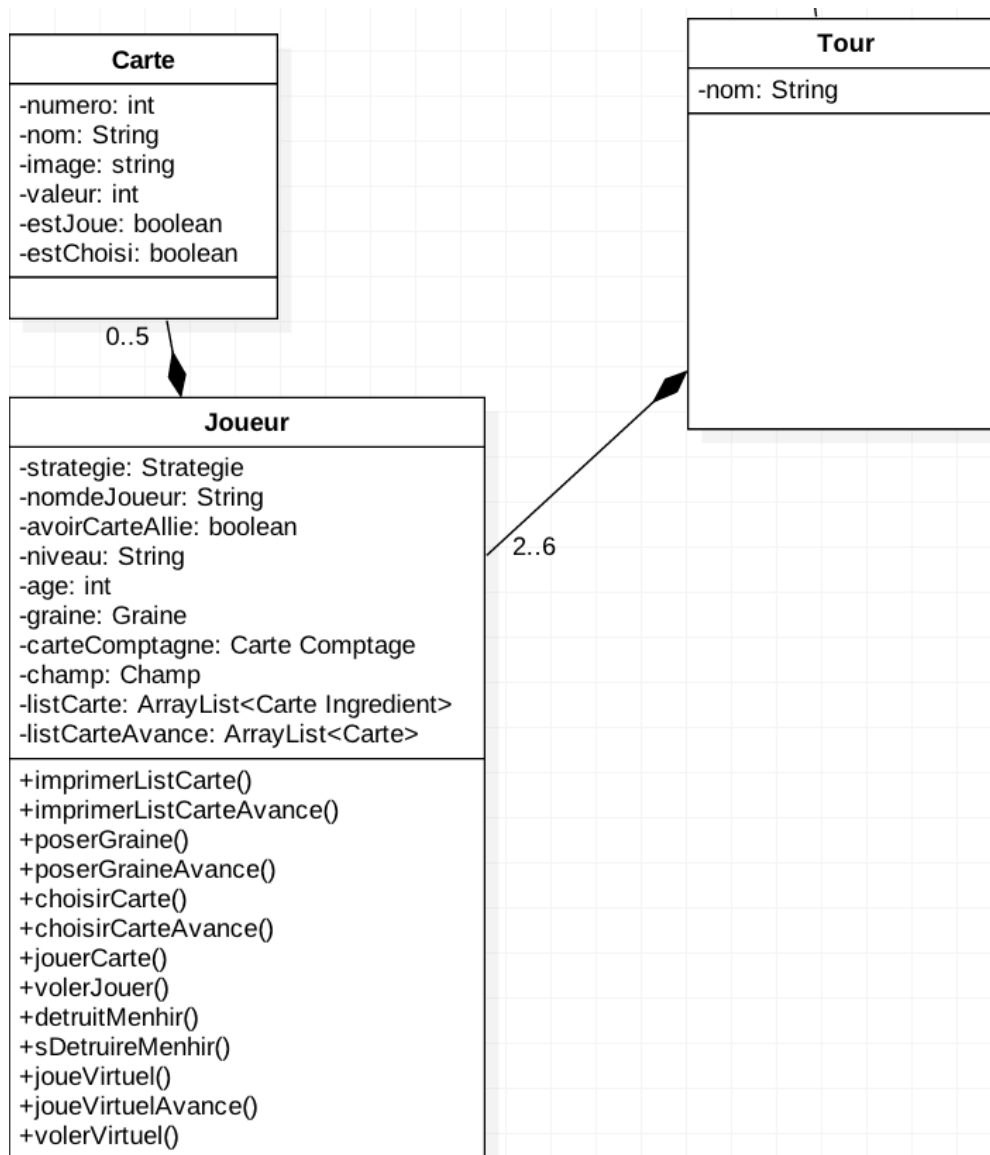 Carte
-numero: int
-nom: String
-image: string
-valeur: int
-estJoue: boolean
-estChoisi: boolean
0..5
Tour
-nom: String
2..6
Joueur
-strategie: Strategie
-nomdeJoueur: String
-avoirCarteAllie: boolean
-niveau: String
-age: int
-graine: Graine
-carteComptagne: Carte Comptage
-champ: Champ
-listCarte: ArrayList<Carte Ingredient>
-listCarteAvance: ArrayList<Carte>
+imprimerListCarte()
+imprimerListCarteAvance()
+poserGraine()
+poserGraineAvance()
+choisirCarte()
+choisirCarteAvance()
+jouerCarte()
+volerJouer()
+detruitMenhir()
+sDetruireMenhir()
+joueVirtuel()
+joueVirtuelAvance()
+volerVirtuel()